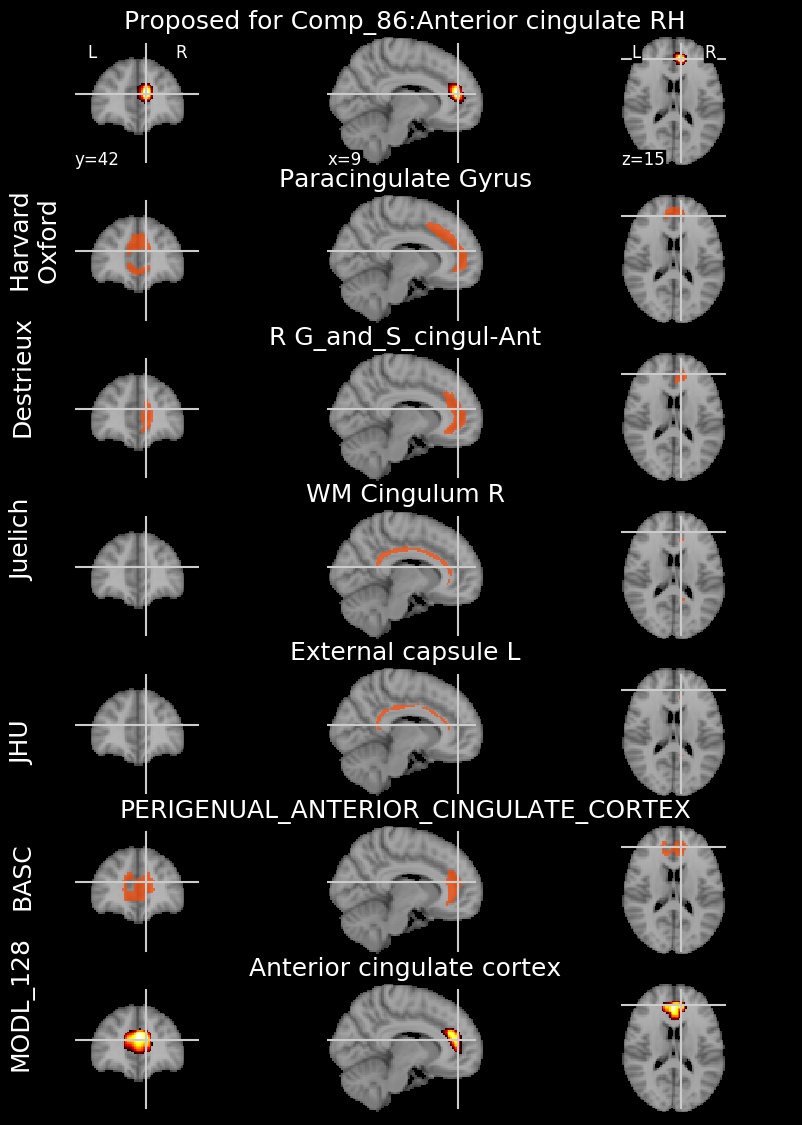 Proposed for Comp_86:Anterior cingulate RH
L R
L R
y=42
x=9
z=15
Paracingulate Gyrus
Harvard
Oxford
R G_and_S_cingul-Ant
Destrieux
WM Cingulum R
Juelich
External capsule L
JHU
PERIGENUAL_ANTERIOR_CINGULATE_CORTEX
BASC
Anterior cingulate cortex
MODL_128